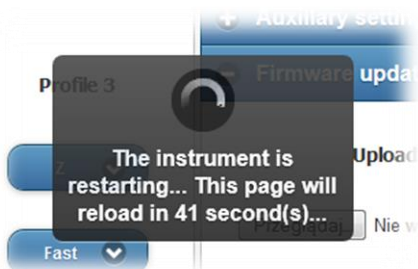 Auxiliary setti
Firmware upda
Profile 3
The instrument is
restarting... This page will
reload in 41 second(s)...
Z
Upload
Przeglądaj... Nie w
Fast